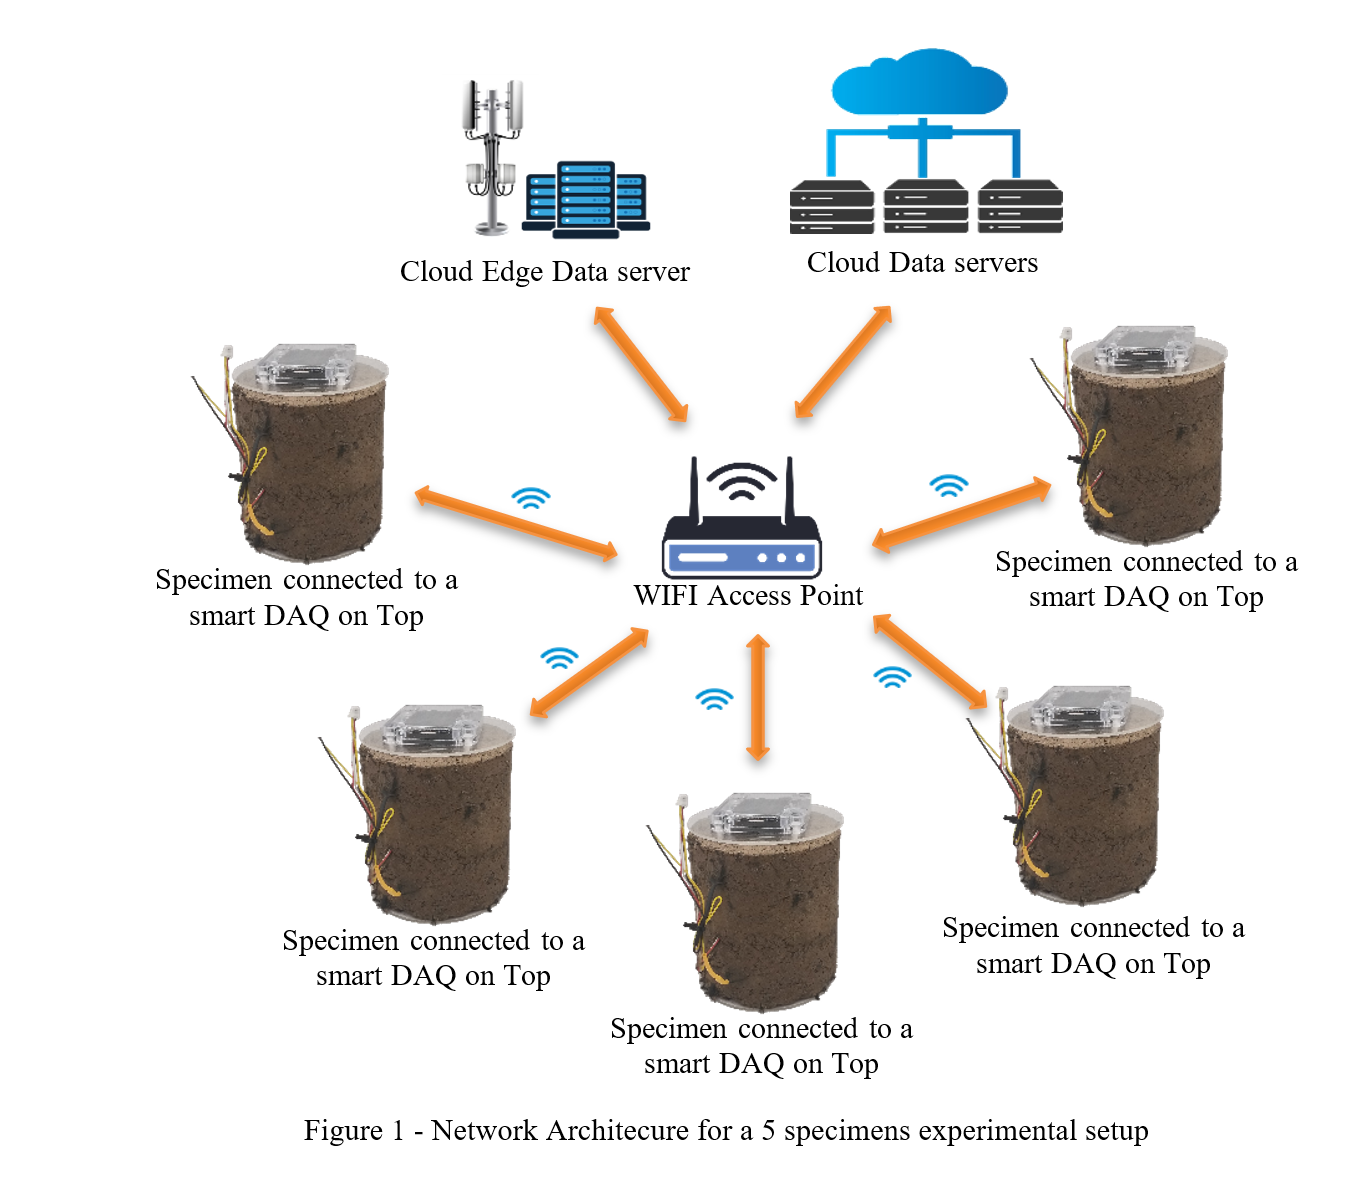 Cloud Edge Data server
Cloud Data servers
Specimen connected to a
smart DAQ on Top
WIFI Access Point
Specimen connected to a
smart DAQ on Top
Specimen connected to a
smart DAQ on Top
Specimen connected to a
smart DAQ on Top
Specimen connected to a
smart DAQ on Top
Figure 1 - Network Architecure for a 5 specimens experimental setup